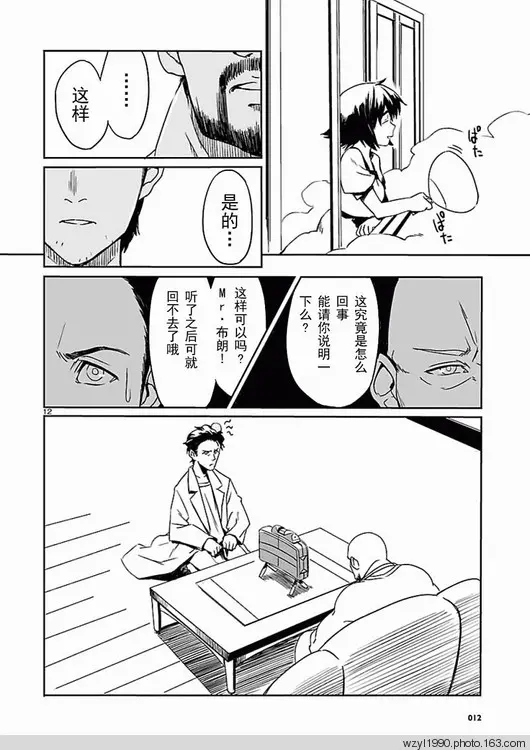 ぱた
ぱた
……
这样
是的…
这究竟是怎么
回事
能请你说明一
下么？
这样可以吗？
Mr·布朗！
听了之后可就
回不去了哦
12
012
wzyl1990.photo.163.com